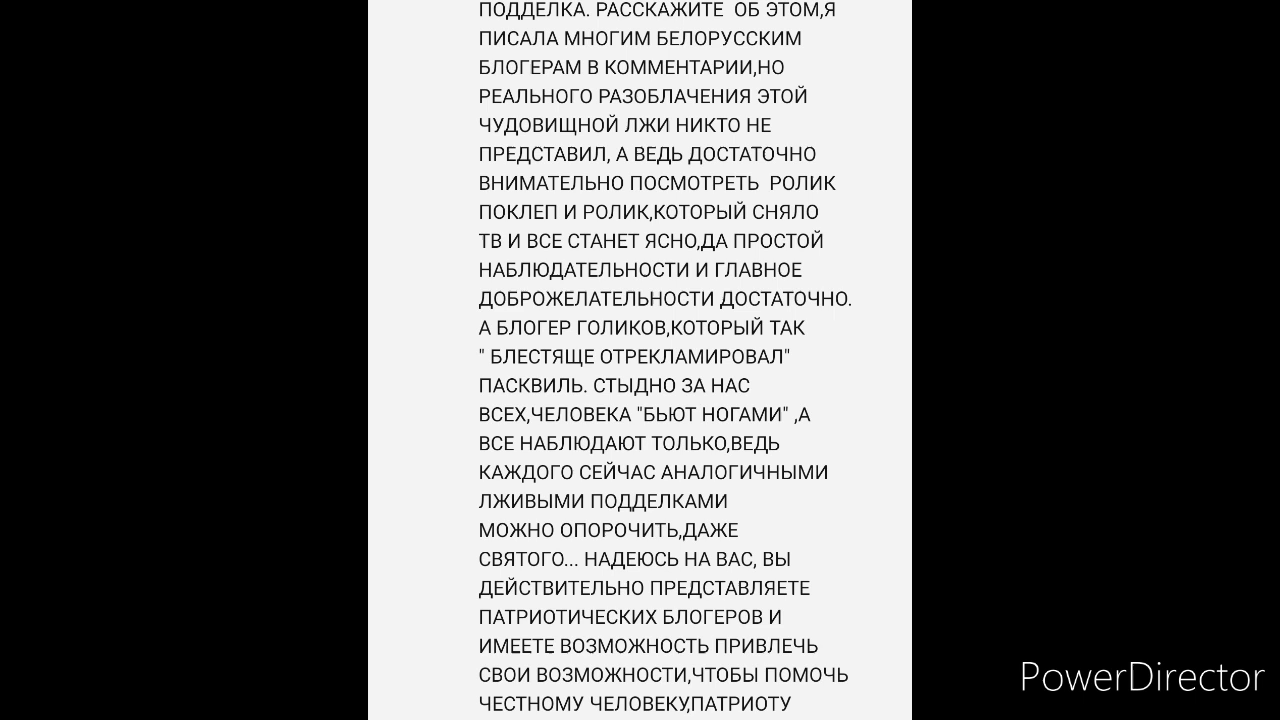 ПОДДЕЛКА. РАССКАЖИТЕ  ОБ ЭТОМ,Я
ПИСАЛА МНОГИМ БЕЛОРУССКИМ
БЛОГЕРАМ В КОММЕНТАРИИ,НО
РЕАЛЬНОГО РАЗОБЛАЧЕНИЯ ЭТОЙ
ЧУДОВИЩНОЙ ЛЖИ НИКТО НЕ
ПРЕДСТАВИЛ, А ВЕДЬ ДОСТАТОЧНО
ВНИМАТЕЛЬНО ПОСМОТРЕТЬ  РОЛИК
ПОКЛЕП И РОЛИК,КОТОРЫЙ СНЯЛО
ТВ И ВСЕ СТАНЕТ ЯСНО,ДА ПРОСТОЙ
НАБЛЮДАТЕЛЬНОСТИ И ГЛАВНОЕ
ДОБРОЖЕЛАТЕЛЬНОСТИ ДОСТАТОЧНО.
А БЛОГЕР ГОЛИКОВ,КОТОРЫЙ ТАК
" БЛЕСТЯЩЕ ОТРЕКЛАМИРОВАЛ"
ПАСКВИЛЬ. СТЫДНО ЗА НАС
ВСЕХ,ЧЕЛОВЕКА "БЬЮТ НОГАМИ" ,А
ВСЕ НАБЛЮДАЮТ ТОЛЬКО,ВЕДЬ
КАЖДОГО СЕЙЧАС АНАЛОГИЧНЫМИ
ЛЖИВЫМИ ПОДДЕЛКАМИ
МОЖНО ОПОРОЧИТЬ,ДАЖЕ
СВЯТОГО... НАДЕЮСЬ НА ВАС, ВЫ
ДЕЙСТВИТЕЛЬНО ПРЕДСТАВЛЯЕТЕ
ПАТРИОТИЧЕСКИХ БЛОГЕРОВ И
ИМЕЕТЕ ВОЗМОЖНОСТЬ ПРИВЛЕЧЬ
СВОИ ВОЗМОЖНОСТИ,ЧТОБЫ ПОМОЧЬ
ЧЕСТНОМУ ЧЕЛОВЕКУ,ПАТРИОТУ
PowerDirector